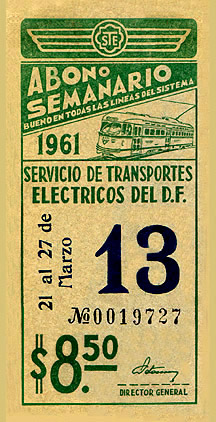 STE
ABONO
SEMANARIO
BUENO EN TODAS LAS LINEAS DEL SISTEMA
1961
SERVICIO DE TRANSPORTES
ELECTRICOS DEL D.F.
21 al 27 de
Marzo
13
№0019727
$8.50
DIRECTOR GENERAL